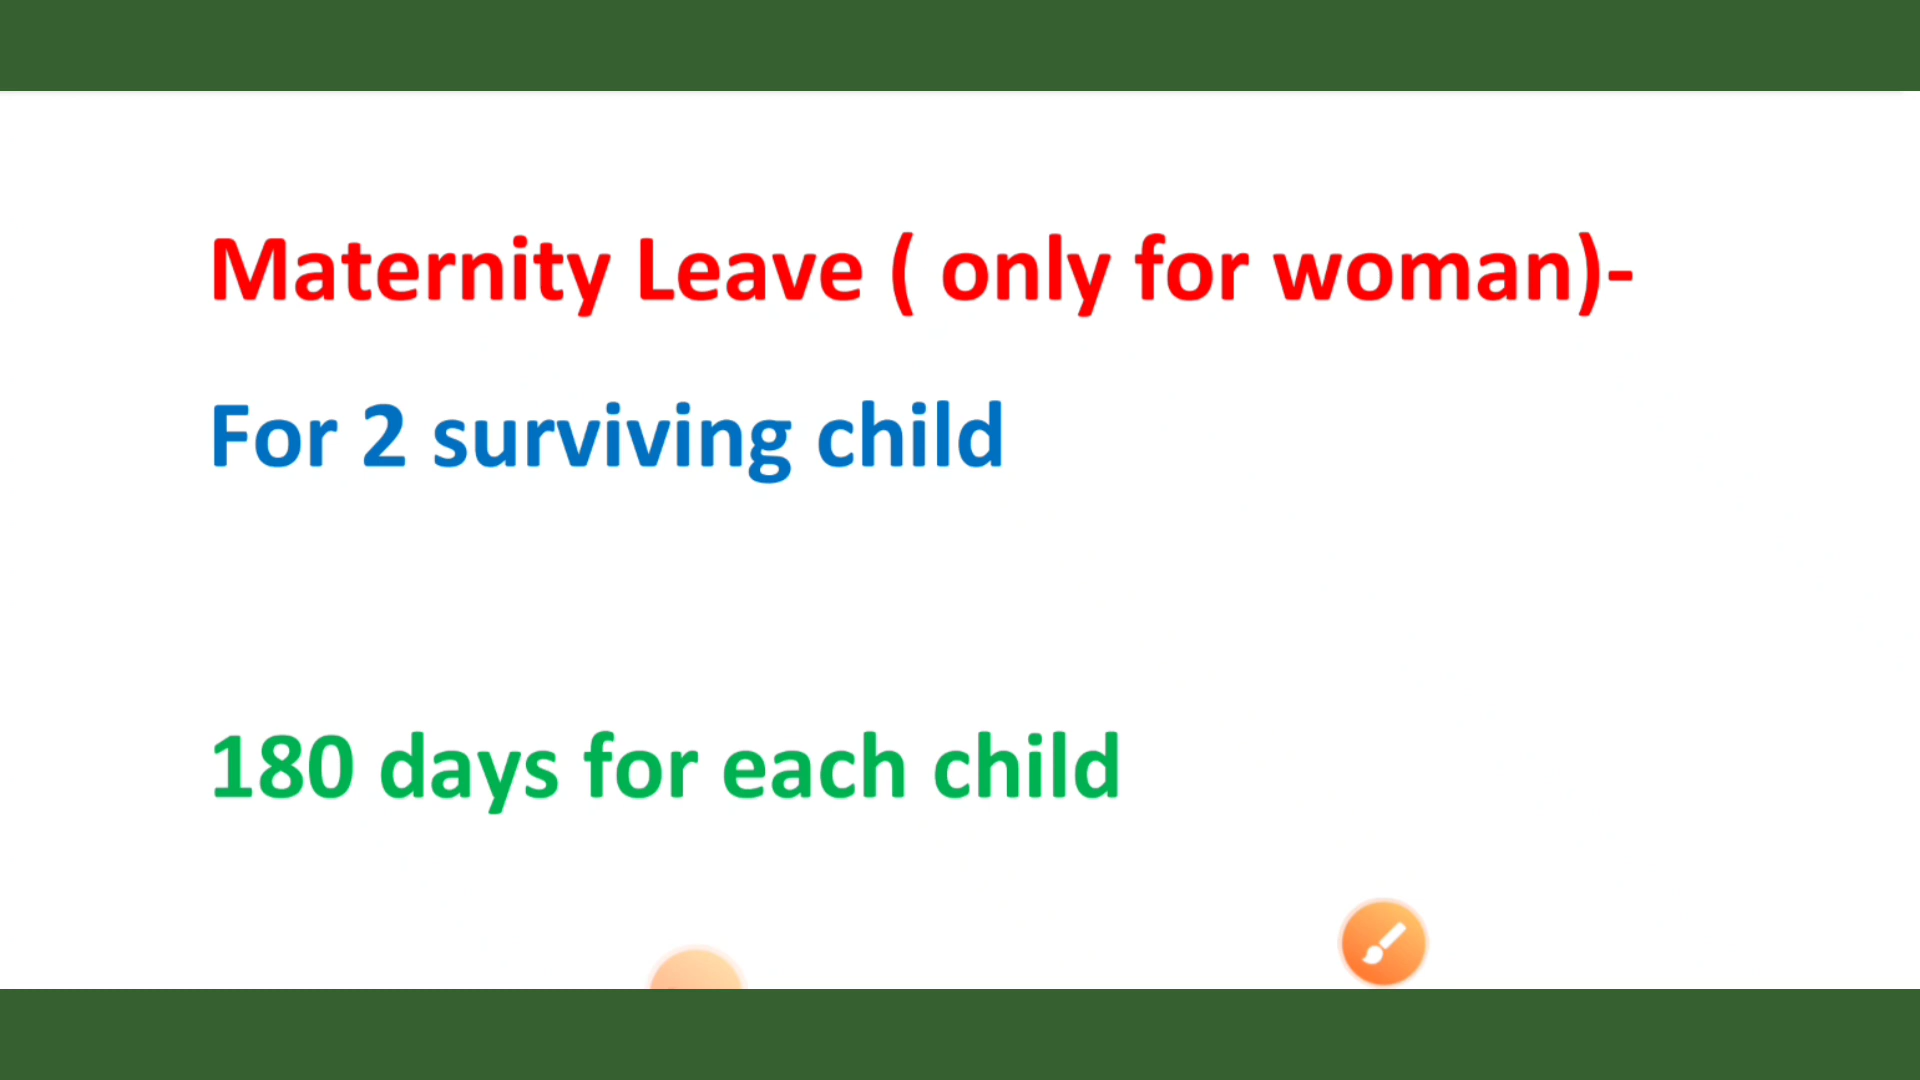 Maternity Leave ( only for woman)-
For 2 surviving child
180 days for each child